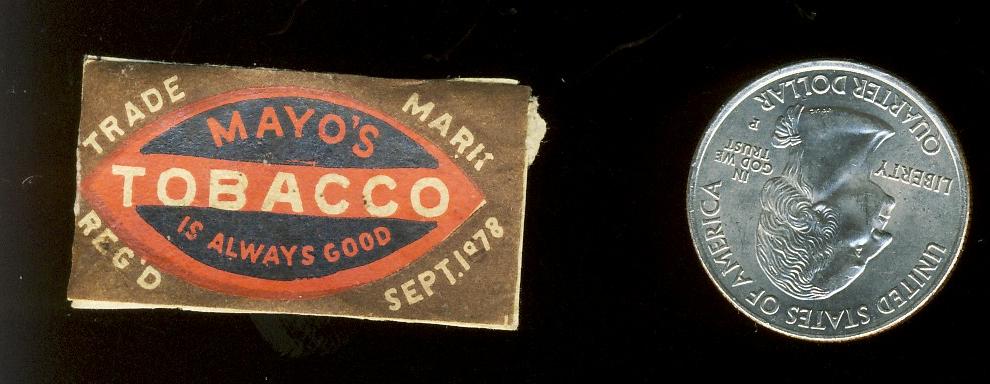 TRADE MARK
MAYO'S
TOBACCO
IS ALWAYS GOOD
REG'D SEPT. 1º78
UNITED STATES OF AMERICA
LIBERTY
IN
GOD WE
TRUST
P
QUARTER DOLLAR